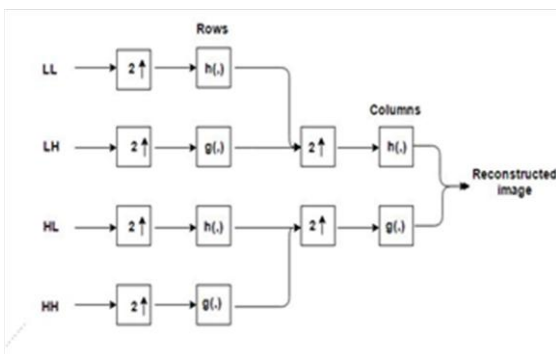 Rows
LL 2↑ h(.)
Columns
LH 2↑ g(.) 2↑ h(.)
Reconstructed
image
HL 2↑ h(.) 2↑ g(.)
HH 2↑ g(.)